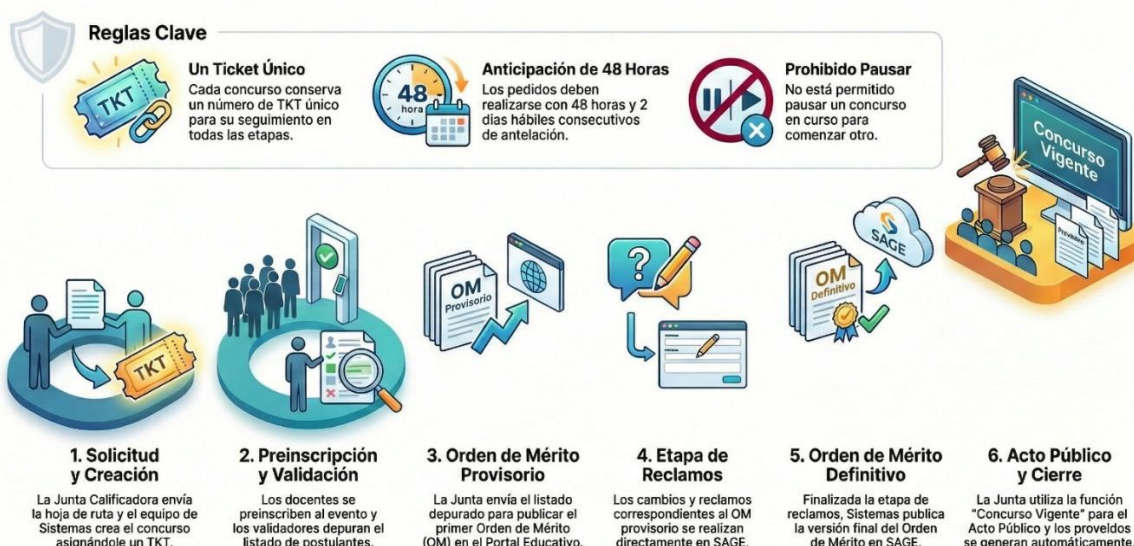 Reglas Clave
TKT
Un Ticket Único
Cada concurso conserva
un número de TKT único
para su seguimiento en
todas las etapas.
48
hora
Anticipación de 48 Horas
Los pedidos deben
realizarse con 48 horas y 2
dias hábiles consecutivos
de antelación.
Prohibido Pausar
No está permitido
pausar un concurso
en curso para
comenzar otro.
Concurso
Vigente
TKT
OM
Provisorio
?
SAGE
OM
Definitivo
1. Solicitud
y Creación
La Junta Calificadora envía
la hoja de ruta y el equipo de
Sistemas crea el concurso
asignándole un TKT.
2. Preinscripción
y Validación
Los docentes se
preinscriben al evento y
los validadores depuran el
listado de postulantes.
3. Orden de Mérito
Provisorio
La Junta envía el listado
depurado para publicar el
primer Orden de Mérito
(OM) en el Portal Educativo.
4. Etapa de
Reclamos
Los cambios y reclamos
correspondientes al OM
provisorio se realizan
directamente en SAGE.
5. Orden de Mérito
Definitivo
Finalizada la etapa de
reclamos, Sistemas publica
la versión final del Orden
de Mérito en SAGE.
6. Acto Público
y Cierre
La Junta utiliza la función
"Concurso Vigente" para el
Acto Público y los proveldos
se generan automáticamente.